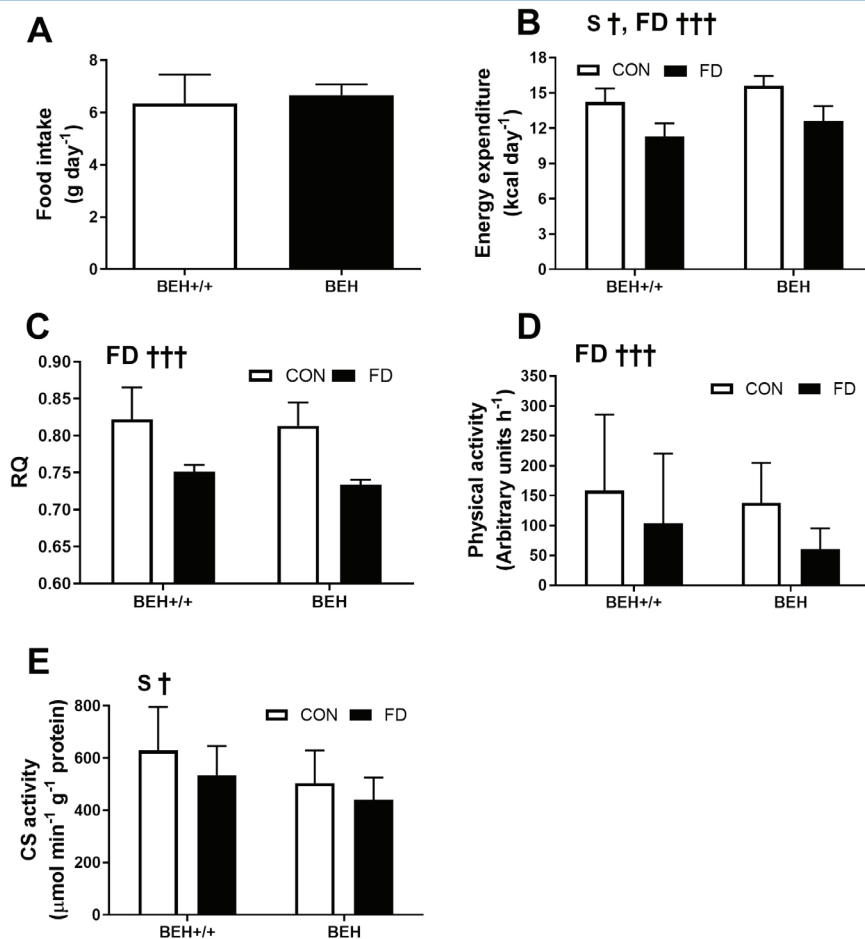 A
Food intake
(g day⁻¹)
8
6
4
2
0
BEH+/+ BEH
B
S †, FD †††
Energy expenditure
(kcal day⁻¹)
CON FD
18
15
12
9
6
3
0
BEH+/+ BEH
C
FD †††
RQ
CON FD
0.90
0.85
0.80
0.75
0.70
0.65
0.60
BEH+/+ BEH
D
FD †††
Physical activity
(Arbitrary units h⁻¹)
CON FD
350
300
250
200
150
100
50
0
BEH+/+ BEH
E
S †
CS activity
(μmol min⁻¹ g⁻¹ protein)
CON FD
800
600
400
200
0
BEH+/+ BEH